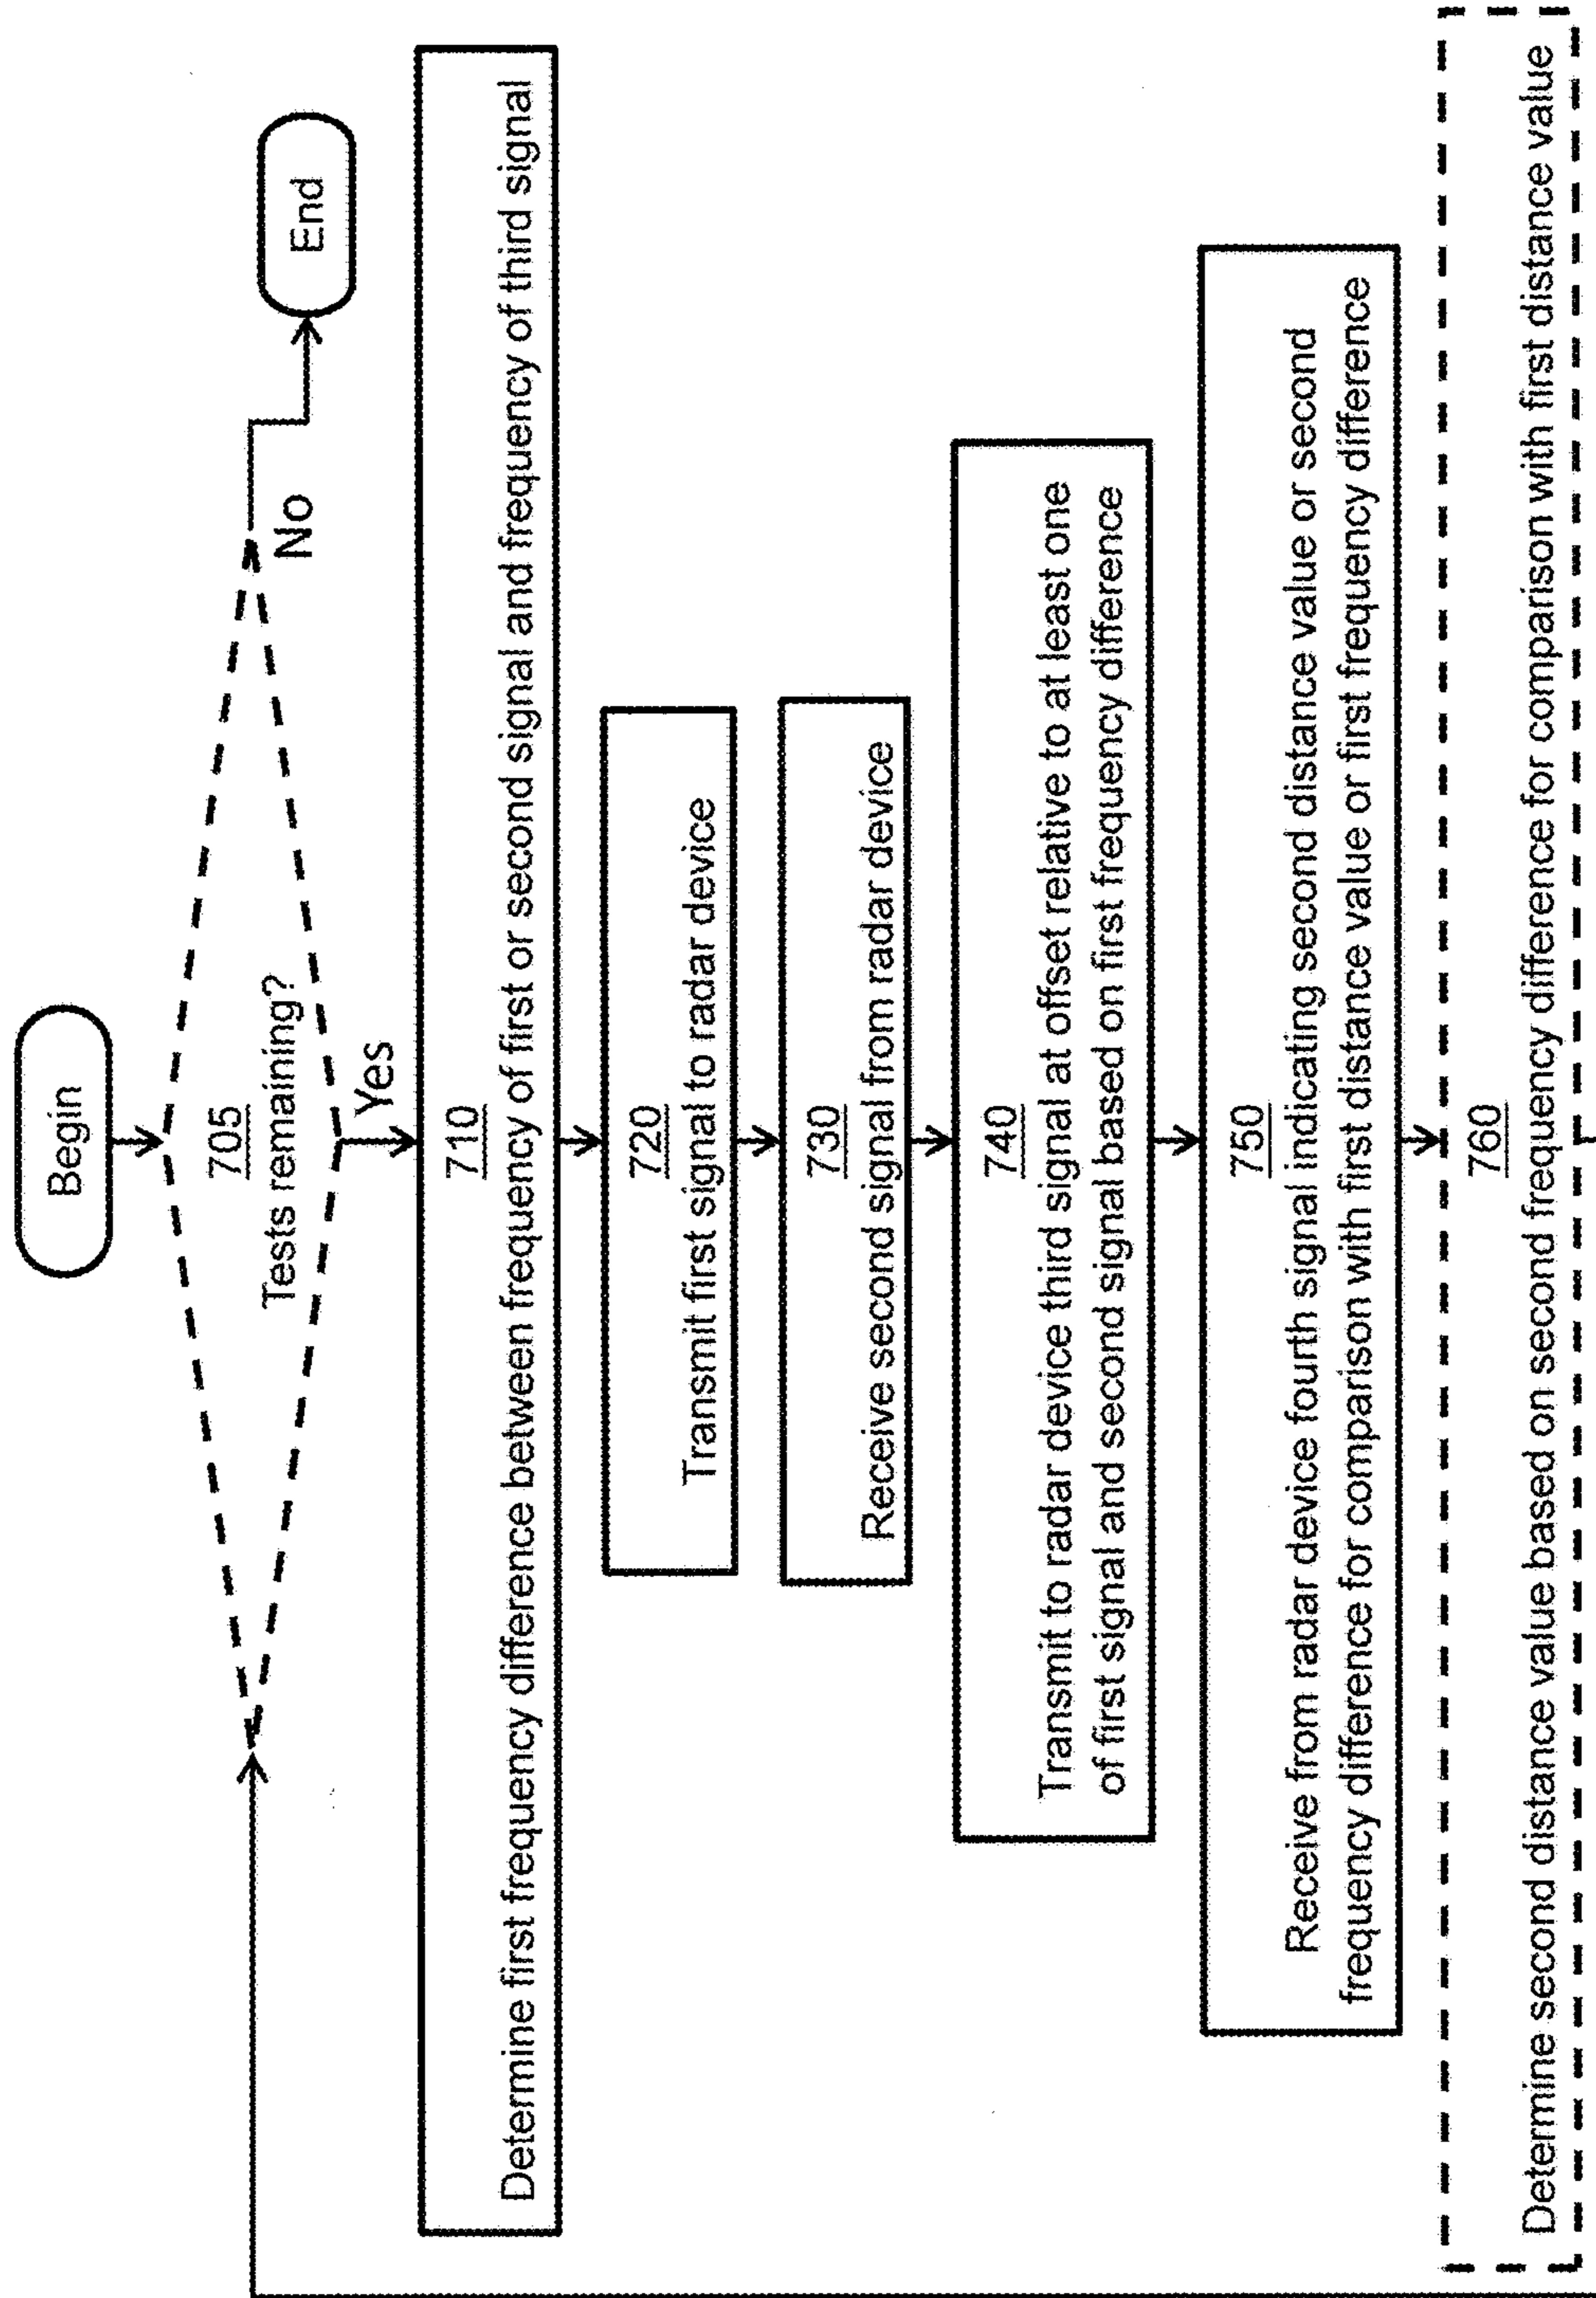 Begin
705
Tests remaining?
No
End
Yes
710
Determine first frequency difference between frequency of first or second signal and frequency of third signal
720
Transmit first signal to radar device
730
Receive second signal from radar device
740
Transmit to radar device third signal at offset relative to at least one
of first signal and second signal based on first frequency difference
750
Receive from radar device fourth signal indicating second distance value or second
frequency difference for comparison with first distance value or first frequency difference
760
Determine second distance value based on second frequency difference for comparison with first distance value